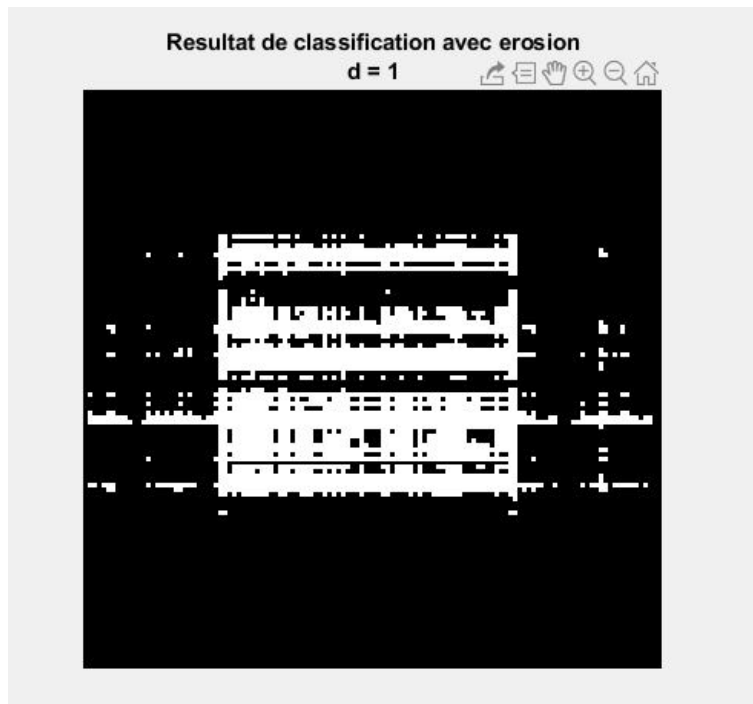 Resultat de classification avec erosion
d = 1